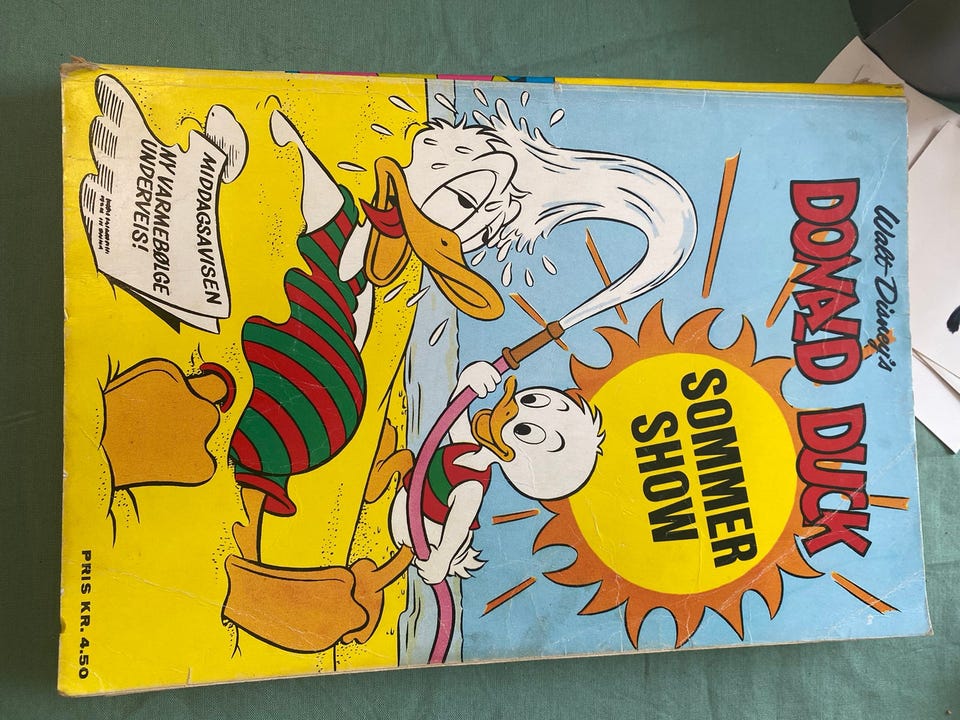 Walt Disney's
DONALD DUCK
SOMMER
SHOW
MIDDAGSAVISEN
NY VARMEBØLGE
UNDERVEIS!
PRIS KR. 4.50